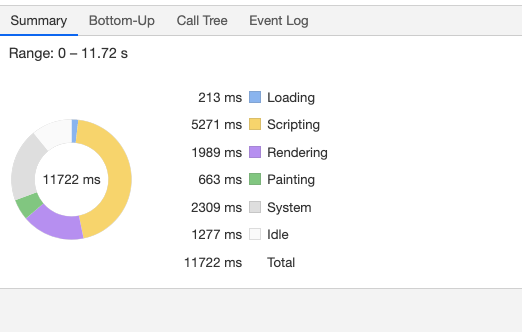 Summary Bottom-Up Call Tree Event Log
Range: 0 – 11.72 s
213 ms Loading
5271 ms Scripting
1989 ms Rendering
11722 ms
663 ms Painting
2309 ms System
1277 ms Idle
11722 ms Total